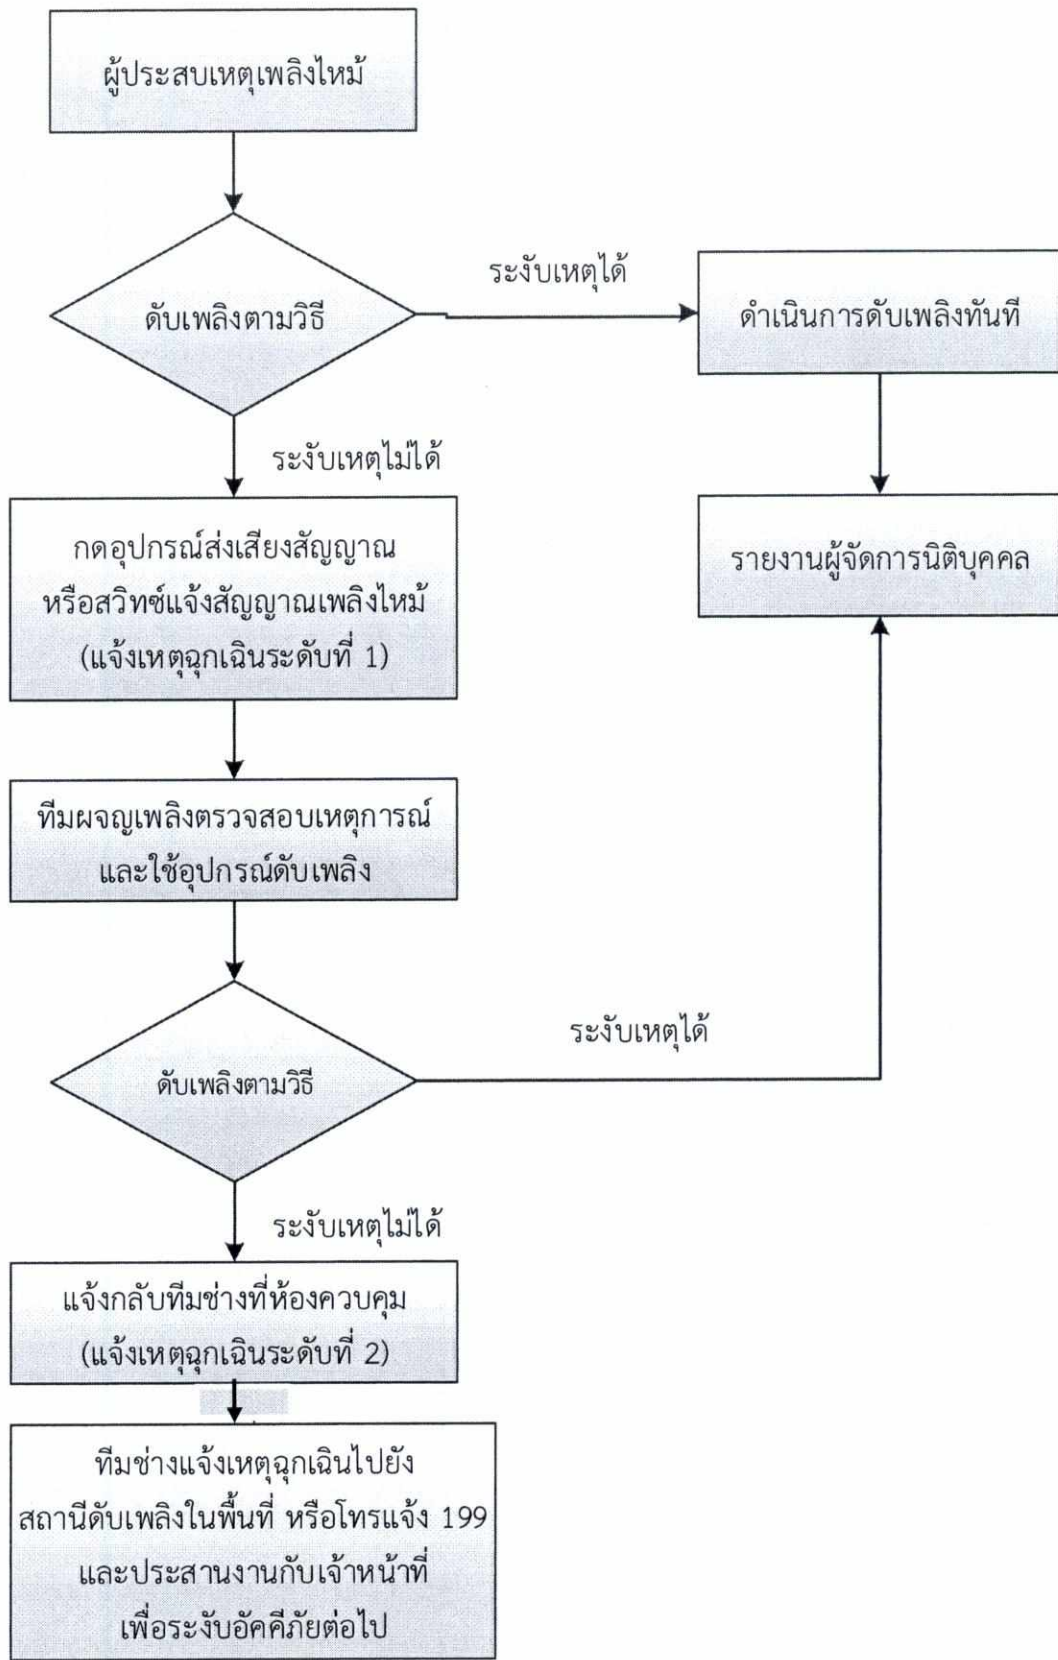 ผู้ประสบเหตุเพลิงไหม้
ดับเพลิงตามวิธี
ระงับเหตุได้
ดำเนินการดับเพลิงทันที
ระงับเหตุไม่ได้
กดอุปกรณ์ส่งเสียงสัญญาณ
หรือสวิทซ์แจ้งสัญญาณเพลิงไหม้
(แจ้งเหตุฉุกเฉินระดับที่ 1)
รายงานผู้จัดการนิติบุคคล
ทีมผจญเพลิงตรวจสอบเหตุการณ์
และใช้อุปกรณ์ดับเพลิง
ดับเพลิงตามวิธี
ระงับเหตุได้
ระงับเหตุไม่ได้
แจ้งกลับทีมช่างที่ห้องควบคุม
(แจ้งเหตุฉุกเฉินระดับที่ 2)
ทีมช่างแจ้งเหตุฉุกเฉินไปยัง
สถานีดับเพลิงในพื้นที่ หรือโทรแจ้ง 199
และประสานงานกับเจ้าหน้าที่
เพื่อระงับอัคคีภัยต่อไป